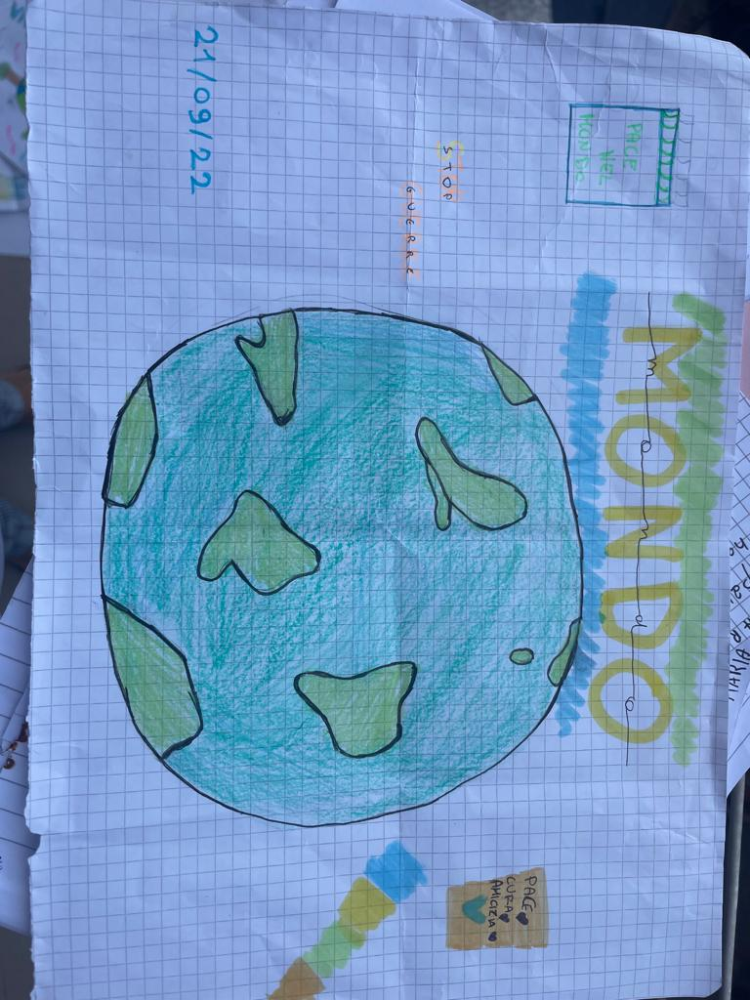 PACE
NEL
MONDO
MONDO
mondo
STOP
GUERRE
PACE ♥
CURA ♥
AMICIZIA ♥
21/09/22